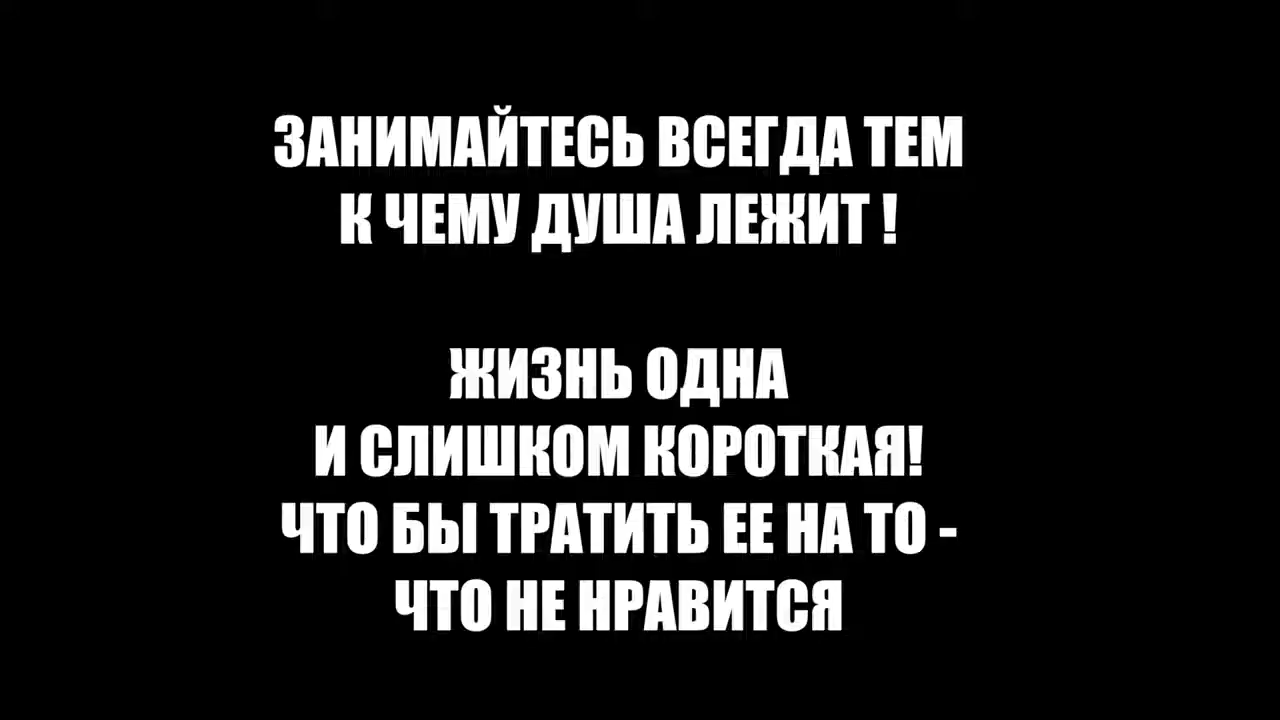 ЗАНИМАЙТЕСЬ ВСЕГДА ТЕМ
К ЧЕМУ ДУША ЛЕЖИТ !
ЖИЗНЬ ОДНА
И СЛИШКОМ КОРОТКАЯ!
ЧТО БЫ ТРАТИТЬ ЕЕ НА ТО -
ЧТО НЕ НРАВИТСЯ